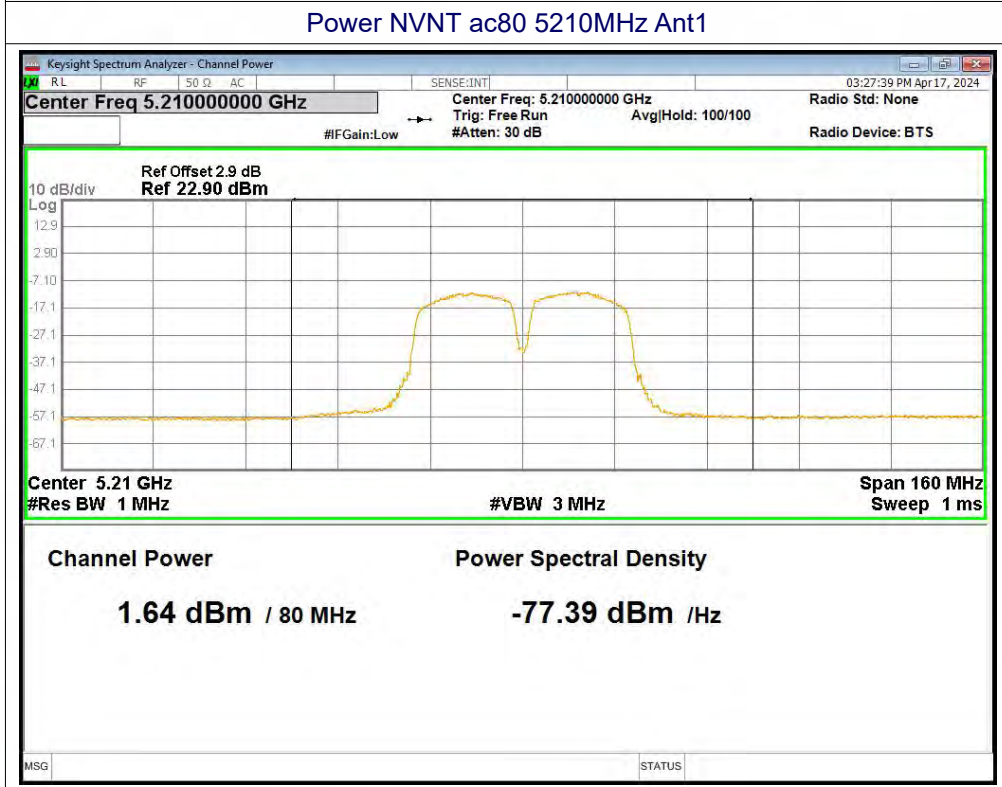 Power NVNT ac80 5210MHz Ant1
Keysight Spectrum Analyzer - Channel Power
LXI RL RF 50 Ω AC SENSE:INT 03:27:39 PM Apr 17, 2024
Center Freq 5.210000000 GHz Center Freq: 5.210000000 GHz Radio Std: None
Trig: Free Run Avg|Hold: 100/100
#IFGain:Low #Atten: 30 dB Radio Device: BTS
Ref Offset 2.9 dB
10 dB/div Ref 22.90 dBm
Log
12.9
2.90
-7.10
-17.1
-27.1
-37.1
-47.1
-57.1
-67.1
Center 5.21 GHz Span 160 MHz
#Res BW 1 MHz #VBW 3 MHz Sweep 1 ms
Channel Power Power Spectral Density
1.64 dBm / 80 MHz -77.39 dBm /Hz
MSG STATUS